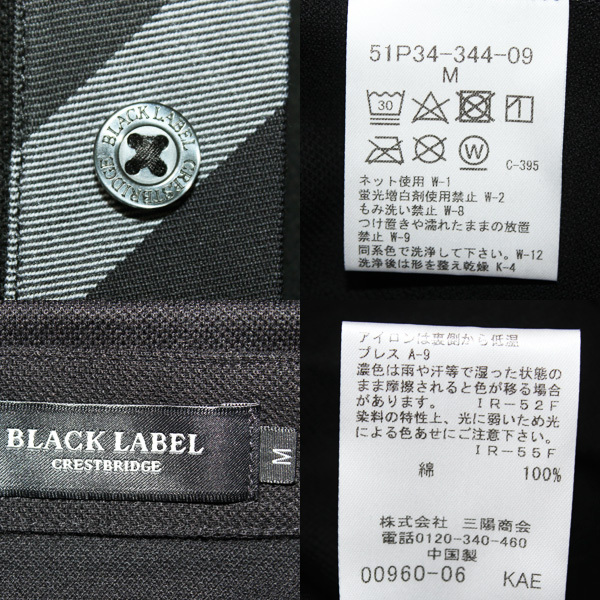 BLACK LABEL
CRESTBRIDGE
51P34-344-09
M
30
C-395
W
ネット使用 W-1
蛍光増白剤使用禁止 W-2
もみ洗い禁止 W-8
つけ置きや濡れたままの放置
禁止 W-9
同系色で洗浄して下さい。W-12
洗浄後は形を整え乾燥 K-4
BLACK LABEL
CRESTBRIDGE
M
アイロンは裏側から低温
プレス A-9
濃色は雨や汗等で湿った状態の
まま摩擦されると色が移る場合
があります。 IR-52F
染料の特性上、光に弱いため光
による色あせにご注意下さい。
IR-55F
綿 100%
株式会社 三陽商会
電話0120-340-460
中国製
00960-06 KAE